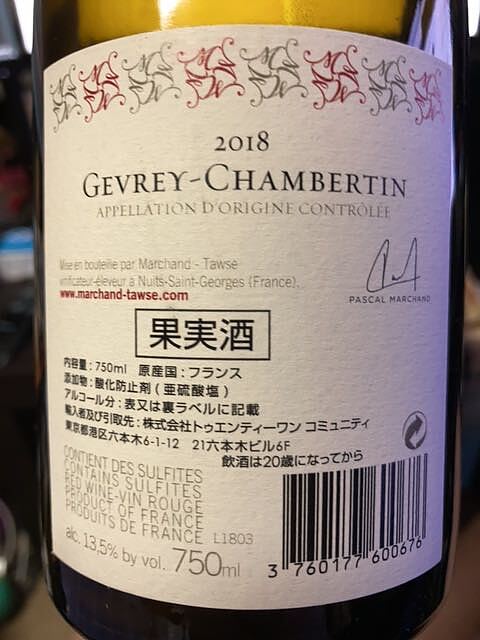 2018
GEVREY-CHAMBERTIN
APPELLATION D'ORIGINE CONTRÔLÉE
Mise en bouteille par Marchand - Tawse
vinificateur-éleveur à Nuits-Saint-Georges (France).
www.marchand-tawse.com
PASCAL MARCHAND
果実酒
内容量:750ml 原産国:フランス
添加物:酸化防止剤(亜硫酸塩)
アルコール分:表又は裏ラベルに記載
輸入者及び引取先:株式会社トゥエンティーワン コミュニティ
東京都港区六本木6-1-12 21六本木ビル6F
飲酒は20歳になってから
CONTIENT DES SULFITES
CONTAINS SULFITES
RED WINE-VIN ROUGE
PRODUCT OF FRANCE
PRODUITS DE FRANCE L1803
alc. 13,5% by vol. 750ml
3 760177 600676